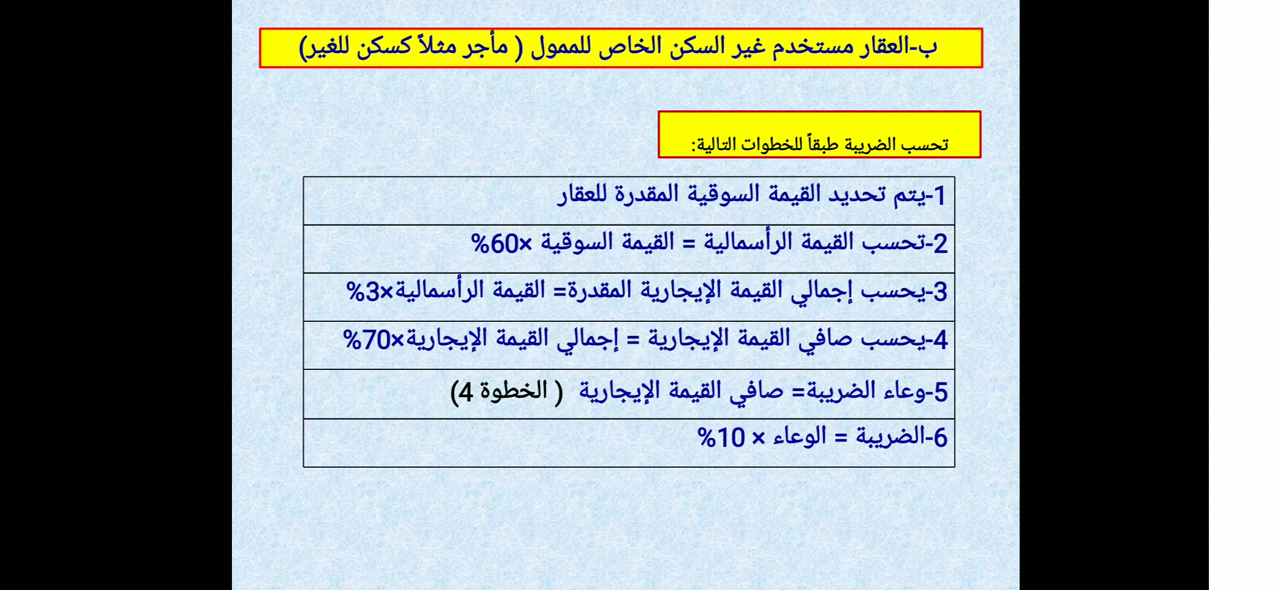 ب-العقار مستخدم غير السكن الخاص للممول ( مأجر مثلاً كسكن للغير)
تحسب الضريبة طبقاً للخطوات التالية:
1-يتم تحديد القيمة السوقية المقدرة للعقار
2-تحسب القيمة الرأسمالية = القيمة السوقية ×60%
3-يحسب إجمالي القيمة الإيجارية المقدرة= القيمة الرأسمالية×3%
4-يحسب صافي القيمة الإيجارية = إجمالي القيمة الإيجارية×70%
5-وعاء الضريبة= صافي القيمة الإيجارية ( الخطوة 4)
6-الضريبة = الوعاء × 10%